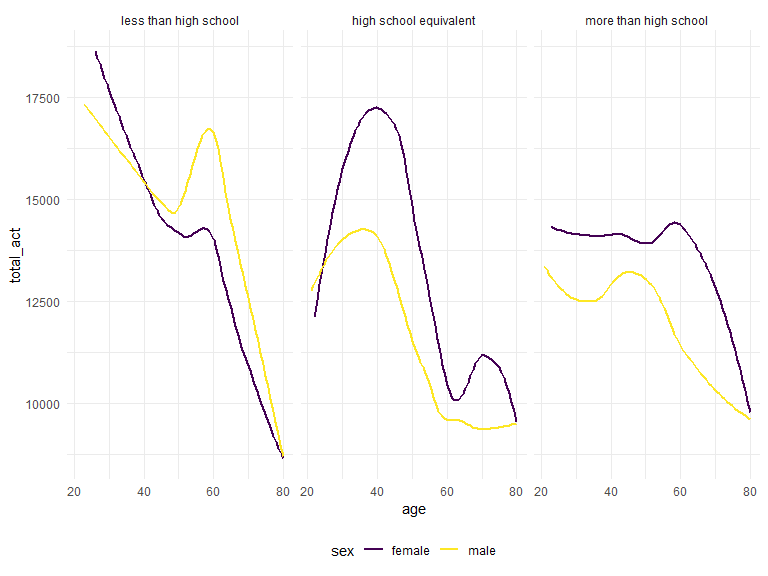 less than high school high school equivalent more than high school
17500
15000
12500
10000
total_act
20 40 60 80 20 40 60 80 20 40 60 80
age
sex female male